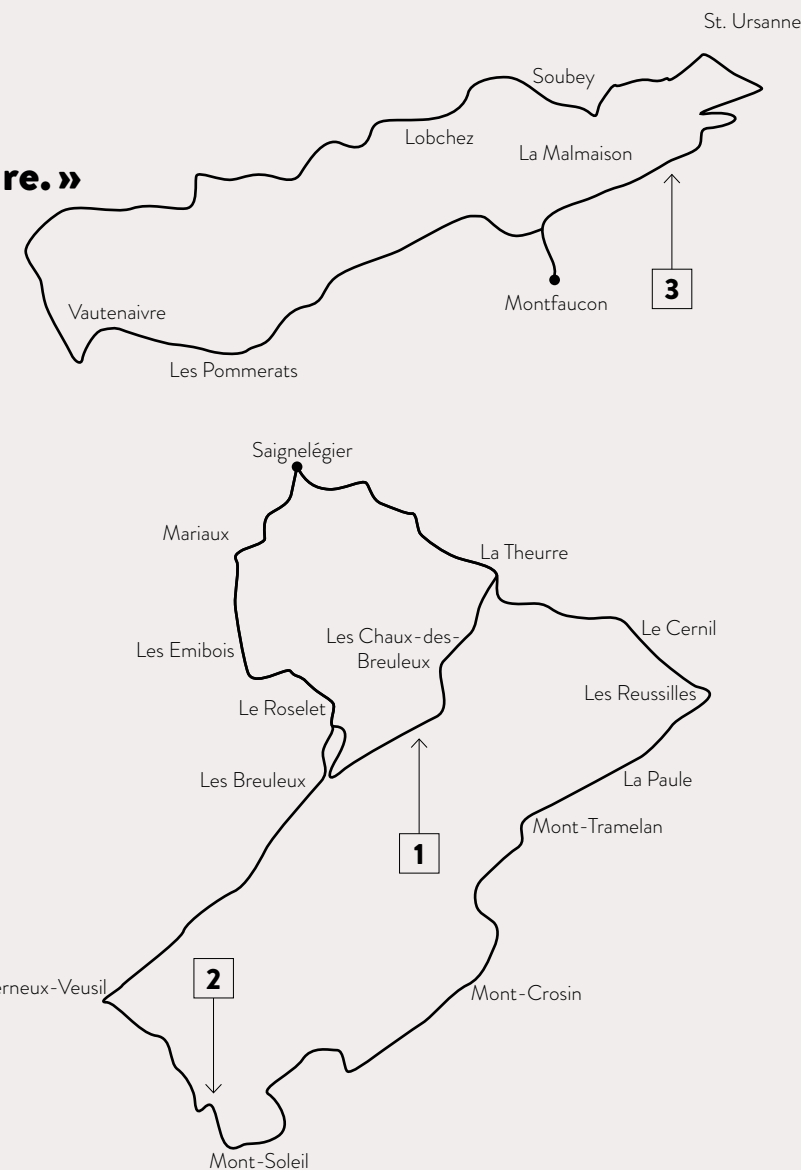 St. Ursanne
Soubey
Lobchez
La Malmaison
re. »
3
Montfaucon
Vautenaivre
Les Pommerats
Saignelégier
Mariaux
La Theurre
Les Chaux-des-
Breuleux
Le Cernil
Les Emibois
Les Reussilles
Le Roselet
Les Breuleux
La Paule
Mont-Tramelan
1
2
erneux-Veusil
Mont-Crosin
Mont-Soleil